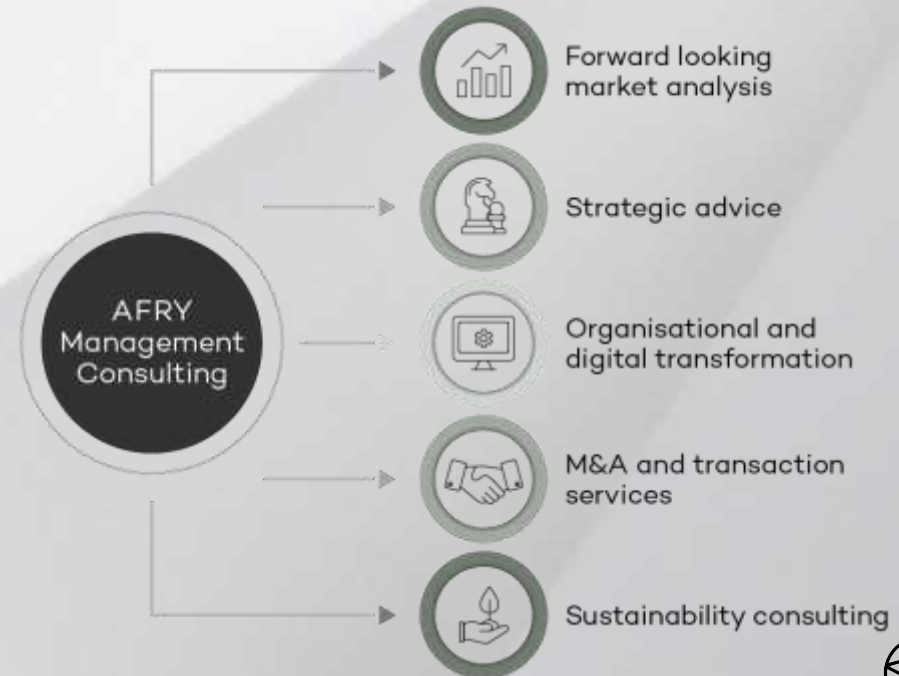 Forward looking
market analysis
Strategic advice
AFRY
Management
Consulting
Organisational and
digital transformation
M&A and transaction
services
Sustainability consulting